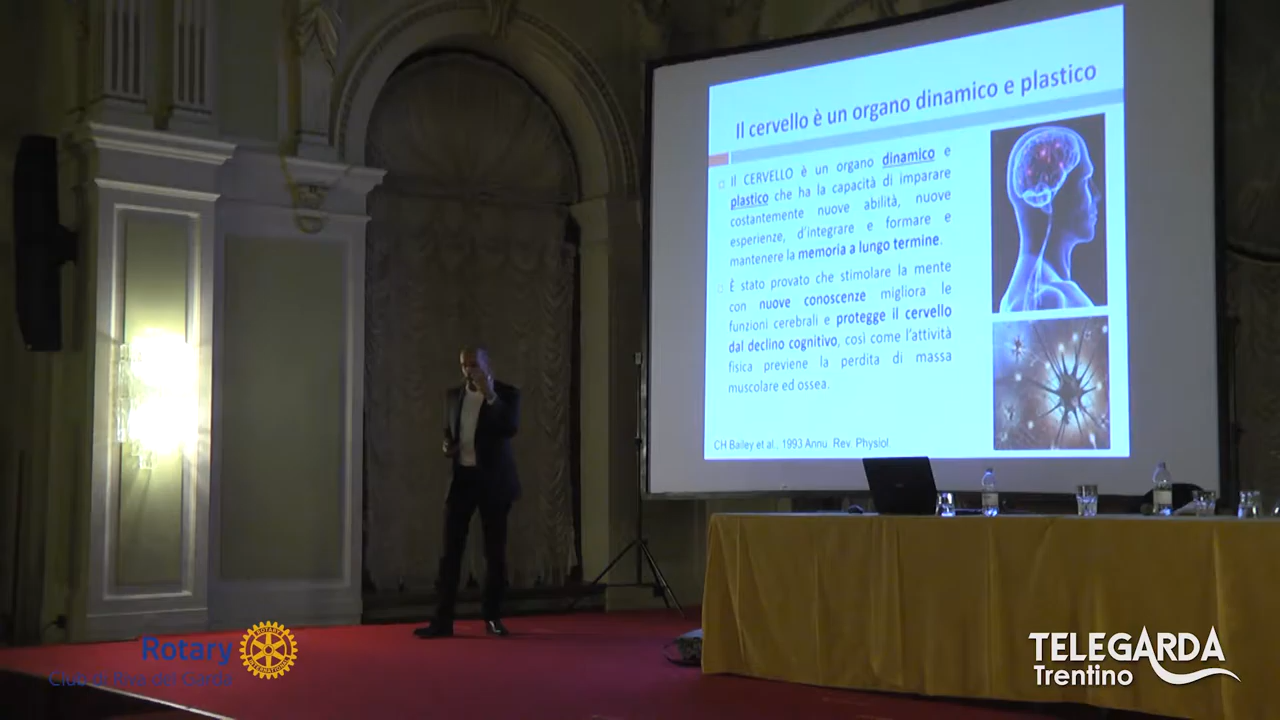 Il cervello è un organo dinamico e plastico
Il CERVELLO è un organo dinamico e
plastico che ha la capacità di imparare
costantemente nuove abilità, nuove
esperienze, d'integrare e formare e
mantenere la memoria a lungo termine.
È stato provato che stimolare la mente
con nuove conoscenze migliora le
funzioni cerebrali e protegge il cervello
dal declino cognitivo, così come l'attività
fisica previene la perdita di massa
muscolare ed ossea.
CH Bailey et al., 1993 Annu. Rev. Physiol.
Rotary
Club di Riva del Garda
TELEGARDA
Trentino